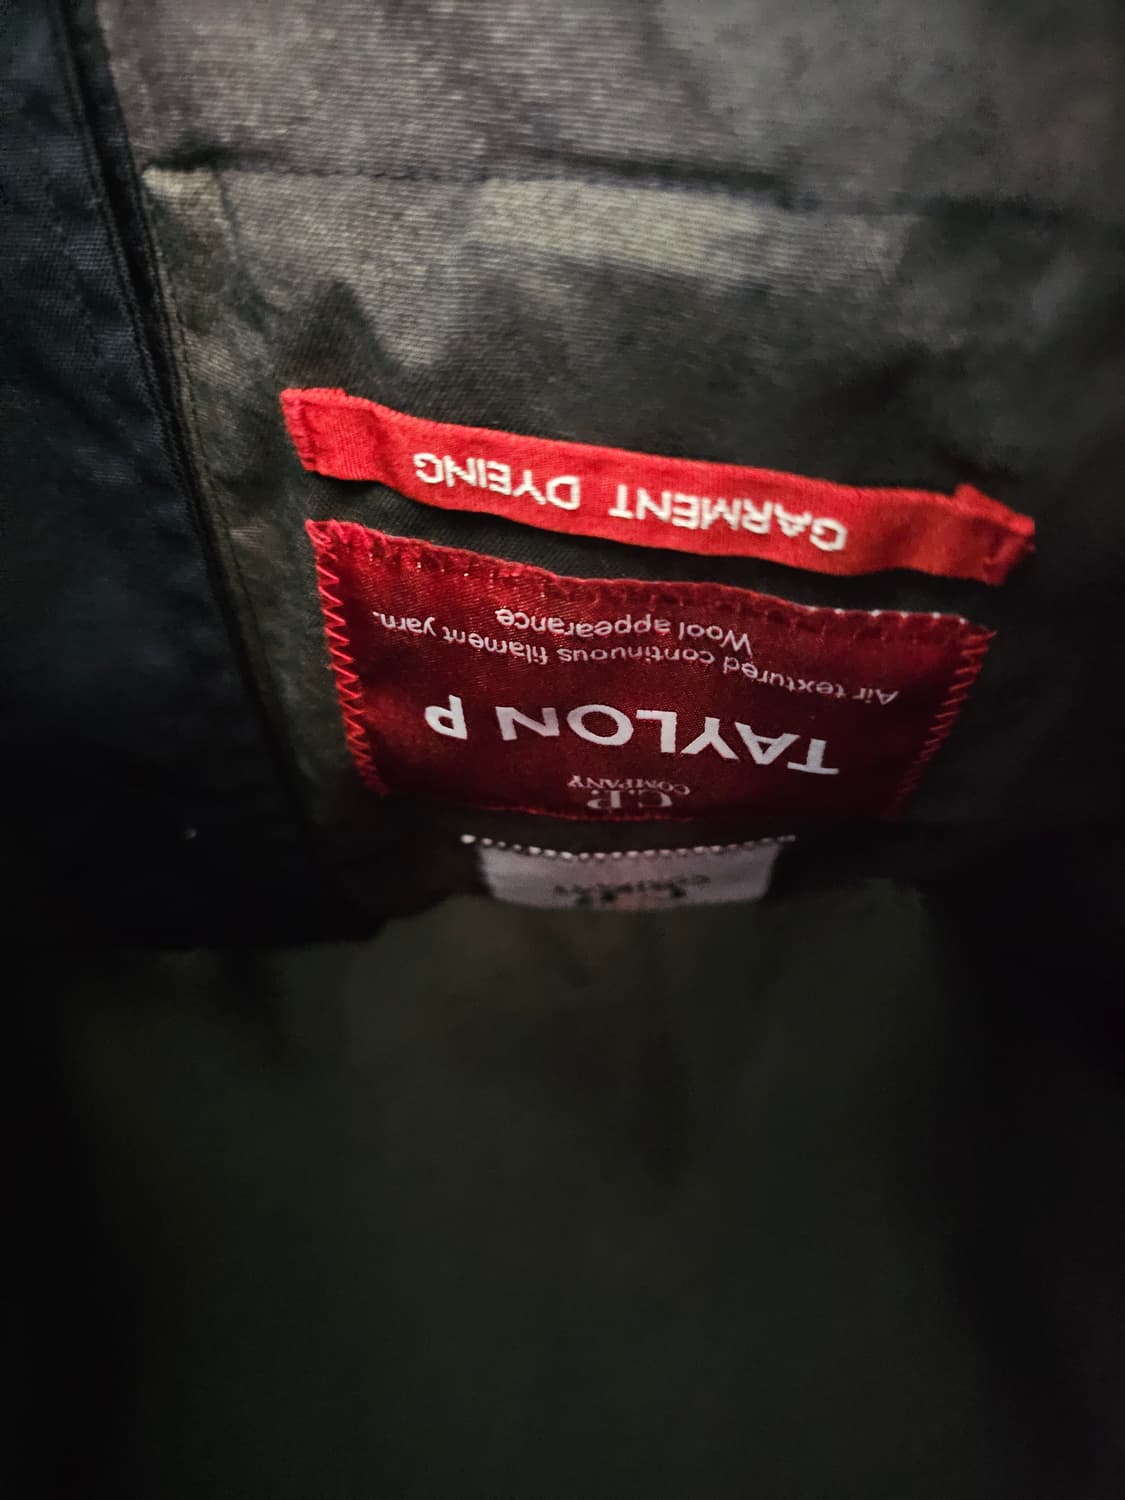 C.P.
COMPANY
TAYLON P
Air textured continuous filament yarn.
Wool appearance
GARMENT DYEING